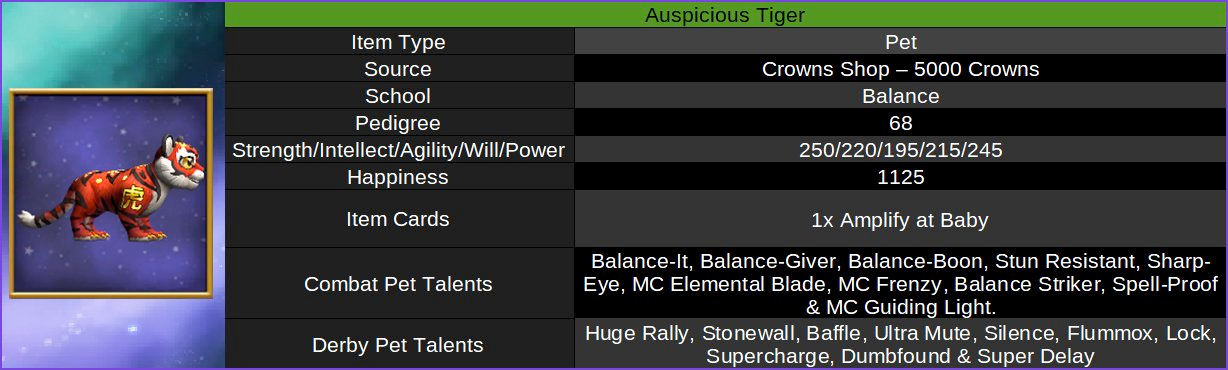 Auspicious Tiger
Item Type Pet
Source Crowns Shop – 5000 Crowns
School Balance
Pedigree 68
Strength/Intellect/Agility/Will/Power 250/220/195/215/245
Happiness 1125
Item Cards 1x Amplify at Baby
Combat Pet Talents
Balance-It, Balance-Giver, Balance-Boon, Stun Resistant, Sharp-
Eye, MC Elemental Blade, MC Frenzy, Balance Striker, Spell-Proof
& MC Guiding Light.
Derby Pet Talents
Huge Rally, Stonewall, Baffle, Ultra Mute, Silence, Flummox, Lock,
Supercharge, Dumbfound & Super Delay
虎